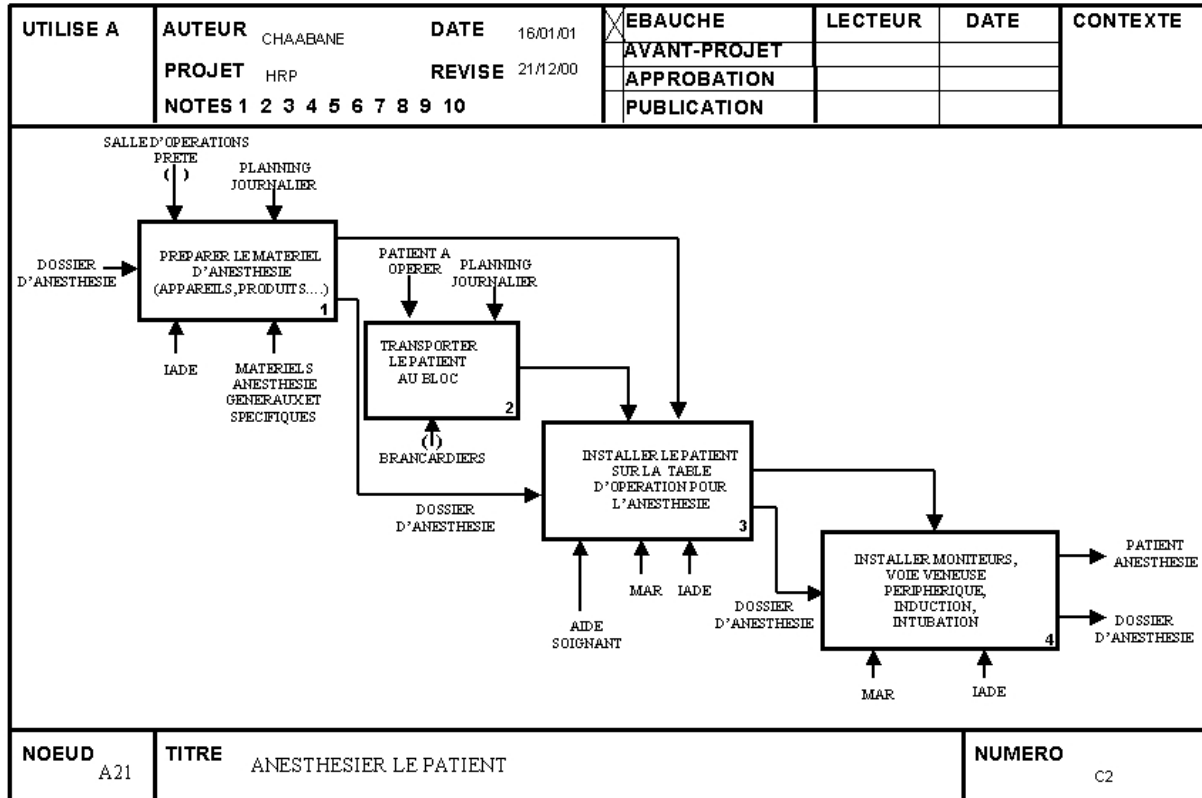 UTILISE A
AUTEUR CHAABANE DATE 16/01/01
PROJET HRP REVISE 21/12/00
NOTES 1 2 3 4 5 6 7 8 9 10
EBAUCHE
AVANT-PROJET
APPROBATION
PUBLICATION
LECTEUR
DATE
CONTEXTE
SALLE D'OPERATIONS
PRETE
( )
PLANNING
JOURNALIER
DOSSIER
D'ANESTHESIE
PREPARER LE MATERIEL
D'ANESTHESIE
(APPAREILS,PRODUITS....)
1
IADE
MATERIELS
ANESTHESIE
GENERAUX ET
SPECIFIQUES
PATIENT A
OPERER
PLANNING
JOURNALIER
TRANSPORTER
LE PATIENT
AU BLOC
2
( )
BRANCARDIERS
DOSSIER
D'ANESTHESIE
INSTALLER LE PATIENT
SUR LA TABLE
D'OPERATION POUR
L'ANESTHESIE
3
AIDE
SOIGNANT
MAR
IADE
DOSSIER
D'ANESTHESIE
INSTALLER MONITEURS,
VOIE VENEUSE
PERIPHERIQUE,
INDUCTION,
INTUBATION
4
MAR
IADE
PATIENT
ANESTHESIE
DOSSIER
D'ANESTHESIE
NOEUD A21
TITRE ANESTHESIER LE PATIENT
NUMERO C2